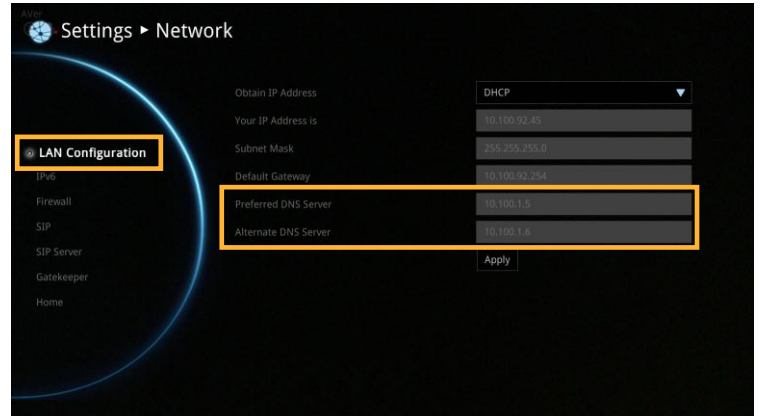 AVer
Settings ▸ Network
Obtain IP Address DHCP
Your IP Address is 10.100.92.45
Subnet Mask 255.255.255.0
LAN Configuration
IPv6
Default Gateway 10.100.92.254
Firewall
Preferred DNS Server 10.100.1.5
SIP
Alternate DNS Server 10.100.1.6
SIP Server
Apply
Gatekeeper
Home